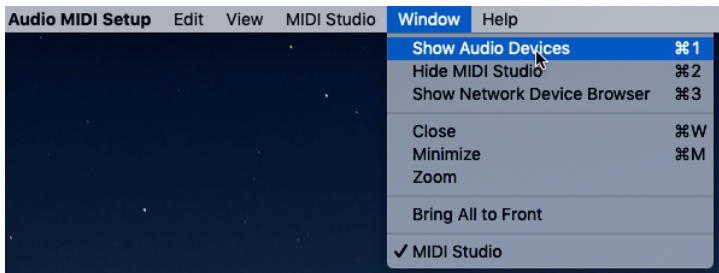 Audio MIDI Setup Edit View MIDI Studio Window Help
Show Audio Devices ⌘1
Hide MIDI Studio ⌘2
Show Network Device Browser ⌘3
Close ⌘W
Minimize ⌘M
Zoom
Bring All to Front
✓ MIDI Studio